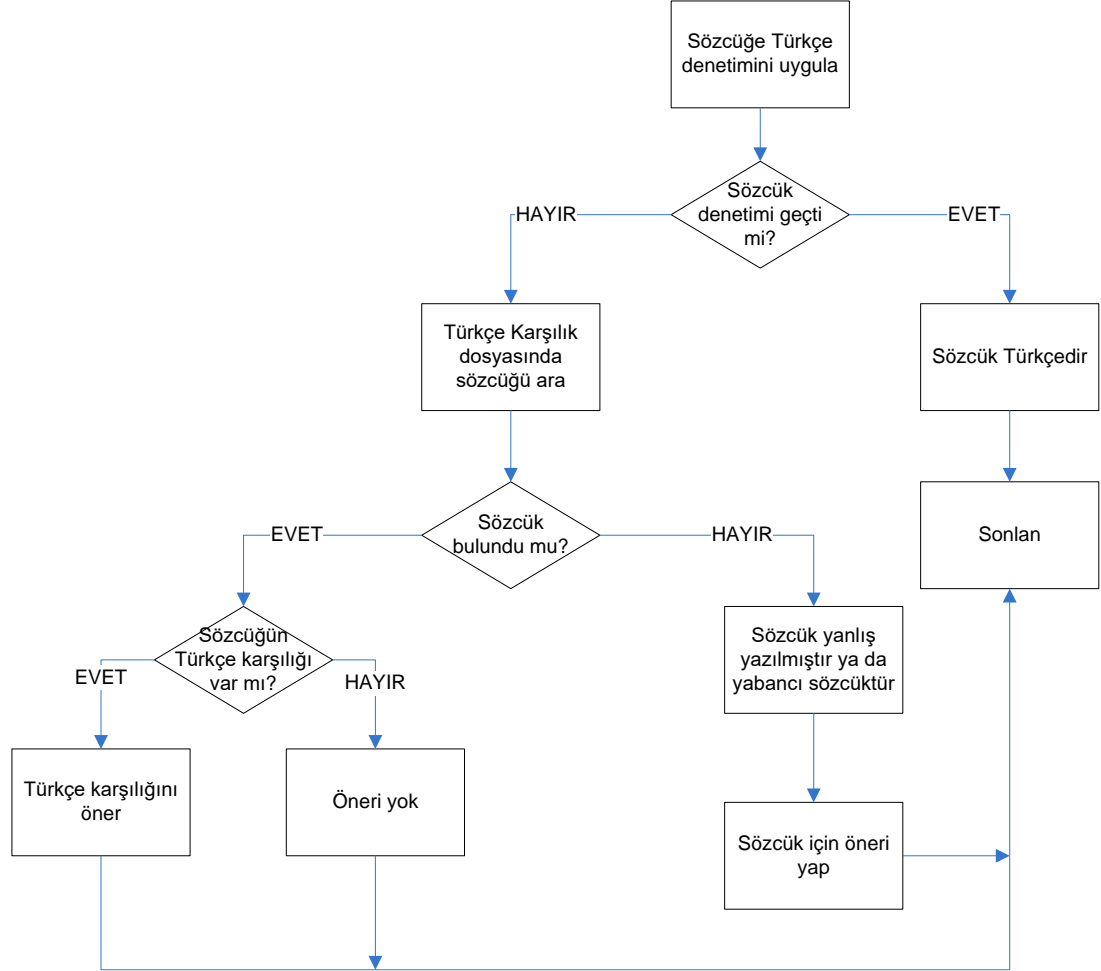 Sözcüğe Türkçe
denetimini uygula
Sözcük
denetimi geçti
mi?
HAYIR
EVET
Türkçe Karşılık
dosyasında
sözcüğü ara
Sözcük Türkçedir
Sözcük
bulundu mu?
EVET
HAYIR
Sonlan
Sözcüğün
Türkçe karşılığı
var mı?
EVET
HAYIR
Sözcük yanlış
yazılmıştır ya da
yabancı sözcüktür
Türkçe karşılığını
öner
Öneri yok
Sözcük için öneri
yap